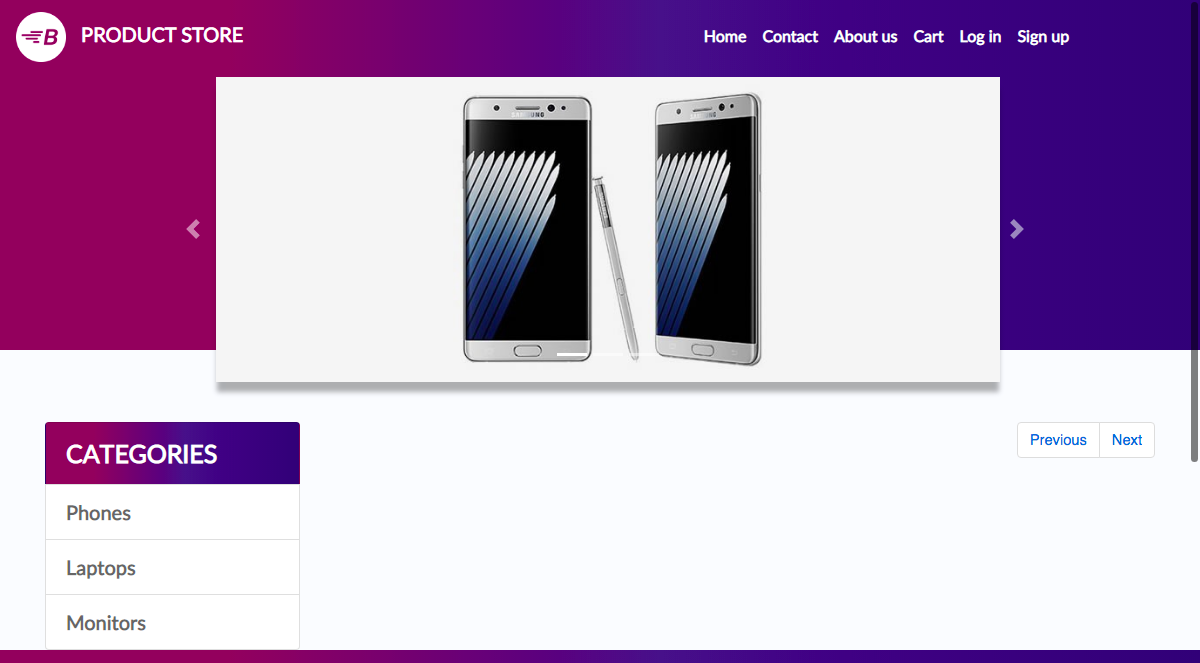 B PRODUCT STORE
Home Contact About us Cart Log in Sign up
SAMSUNG SAMSUNG
CATEGORIES
Previous Next
Phones
Laptops
Monitors